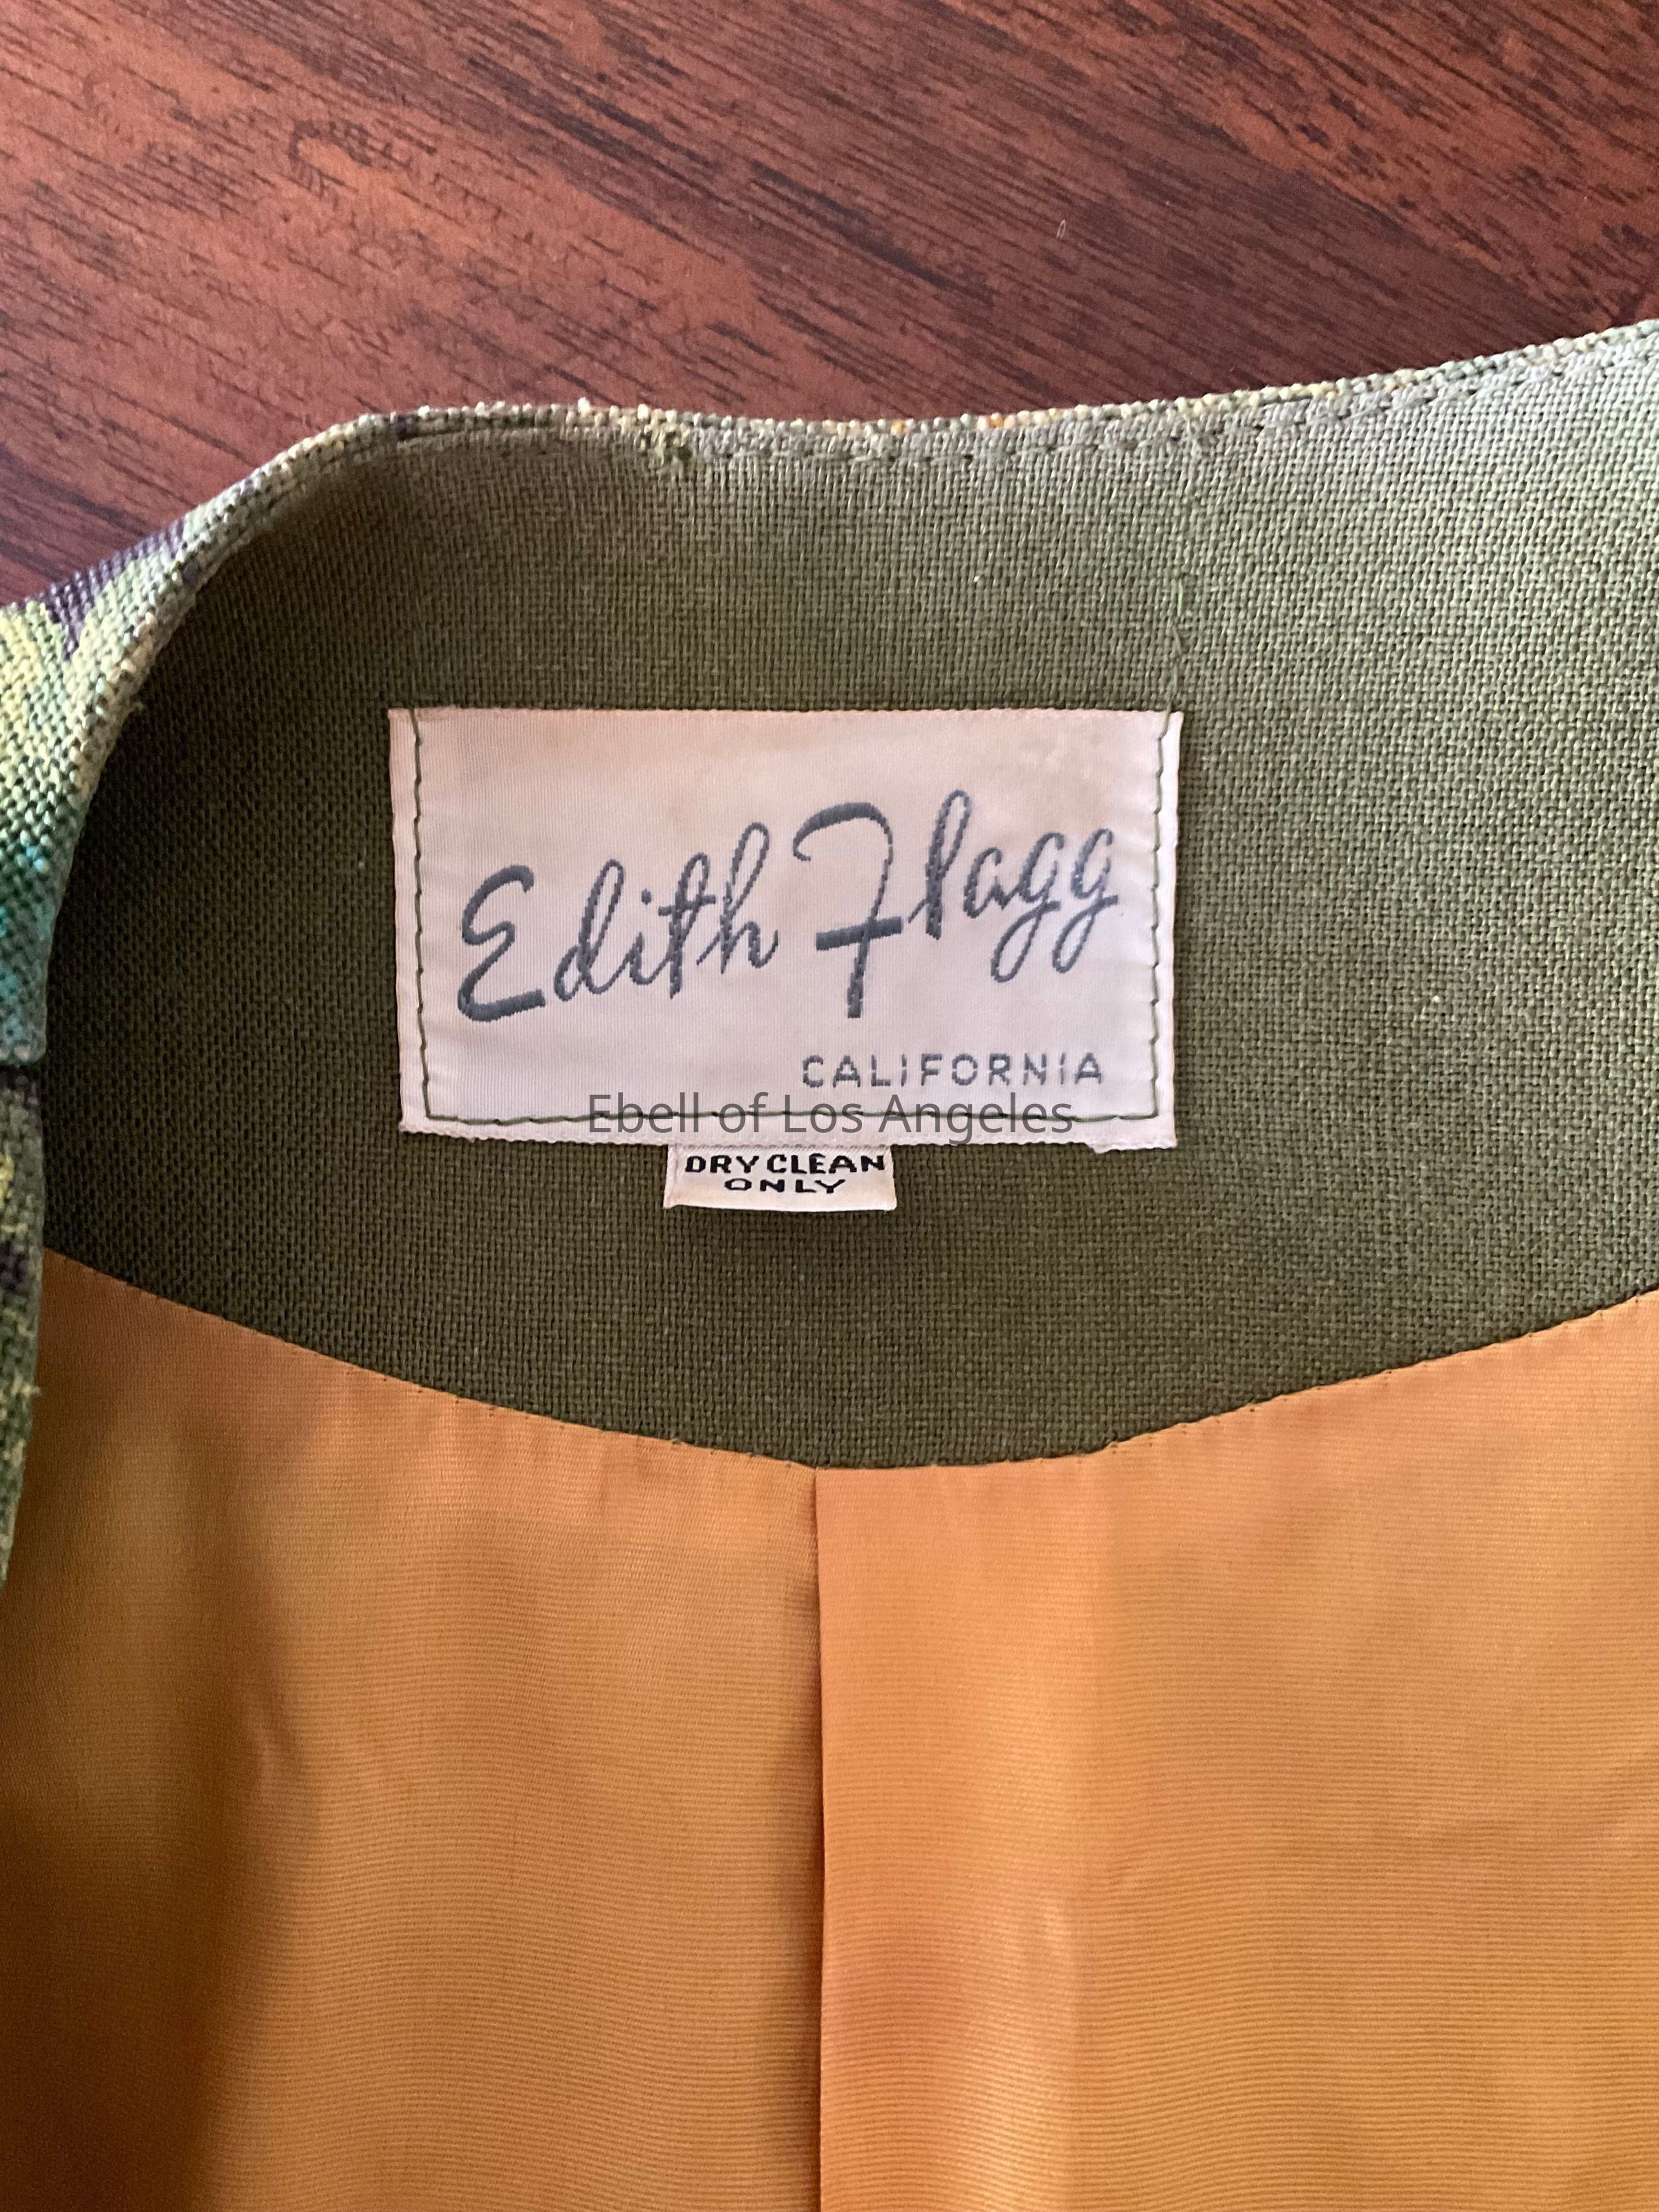 Edith Flagg
CALIFORNIA
Ebell of Los Angeles
DRY CLEAN
ONLY